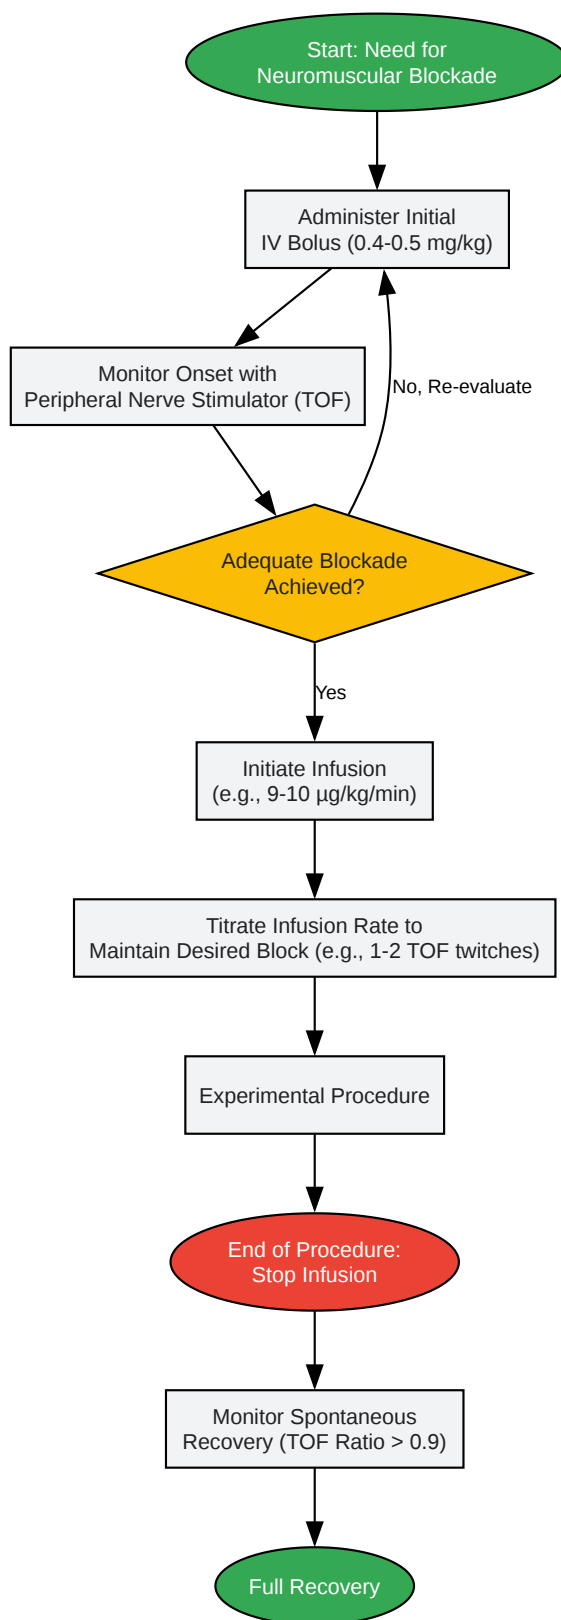 Start: Need for
Neuromuscular Blockade
Administer Initial
IV Bolus (0.4-0.5 mg/kg)
Monitor Onset with
Peripheral Nerve Stimulator (TOF)
No, Re-evaluate
Adequate Blockade
Achieved?
Yes
Initiate Infusion
(e.g., 9-10 µg/kg/min)
Titrate Infusion Rate to
Maintain Desired Block (e.g., 1-2 TOF twitches)
Experimental Procedure
End of Procedure:
Stop Infusion
Monitor Spontaneous
Recovery (TOF Ratio > 0.9)
Full Recovery